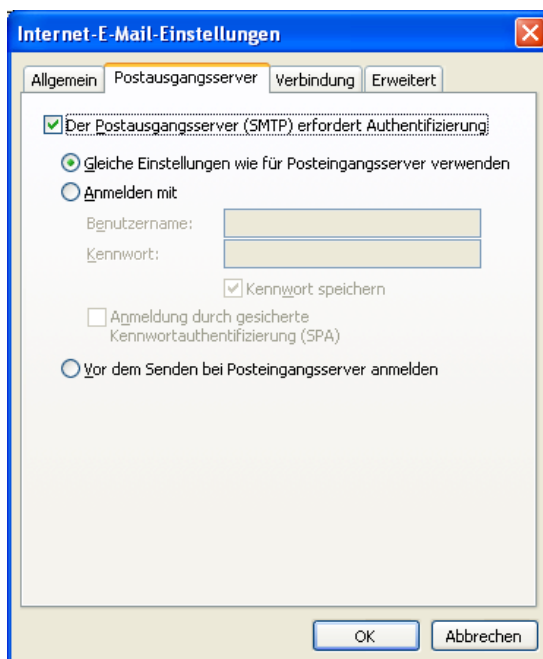 Internet-E-Mail-Einstellungen
Allgemein Postausgangsserver Verbindung Erweitert
Der Postausgangsserver (SMTP) erfordert Authentifizierung
Gleiche Einstellungen wie für Posteingangsserver verwenden
Anmelden mit
Benutzername:
Kennwort:
Kennwort speichern
Anmeldung durch gesicherte
Kennwortauthentifizierung (SPA)
Vor dem Senden bei Posteingangsserver anmelden
OK Abbrechen